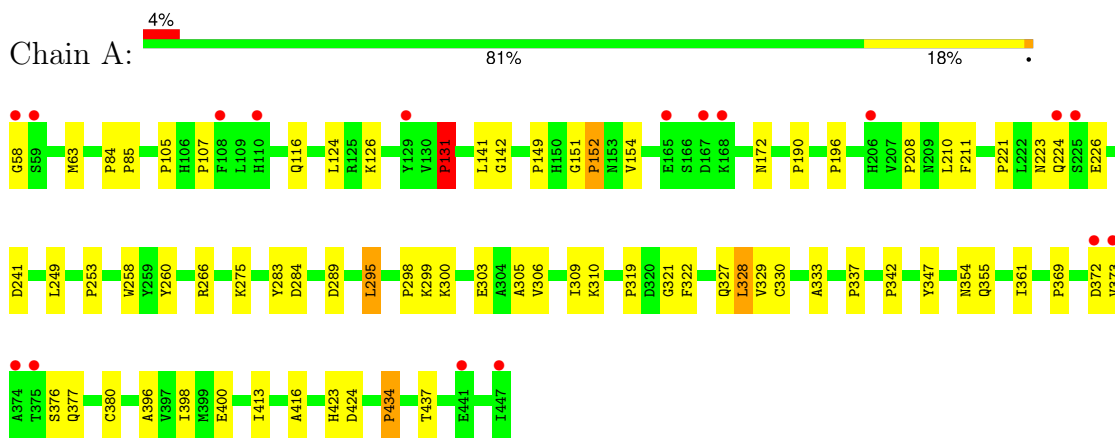 4%
Chain A:
81% 18% •
G58 S59 M63 P84 P85 P105 H106 P107 F108 L109 H110 Q116 L124 R125 K126 Y129 V130 P131 L141 G142 P149 H150 G151 P152 N153 V154 E165 S166 D167 K168 N172 P190 P196 H206 V207 P208 N209 L210 F211 P221 L222 N223 Q224 S225 E226
D241 L249 P253 W258 Y259 Y260 R266 K275 Y283 D284 D289 L295 P298 K299 K300 E303 A304 A305 V306 I309 K310 P319 D320 G321 F322 Q327 L328 V329 C330 A333 P337 P342 Y347 N354 Q355 I361 P369 D372 V373
A374 T375 S376 Q377 C380 A396 V397 I398 M399 E400 I413 A416 H423 D424 P434 T437 E441 I447